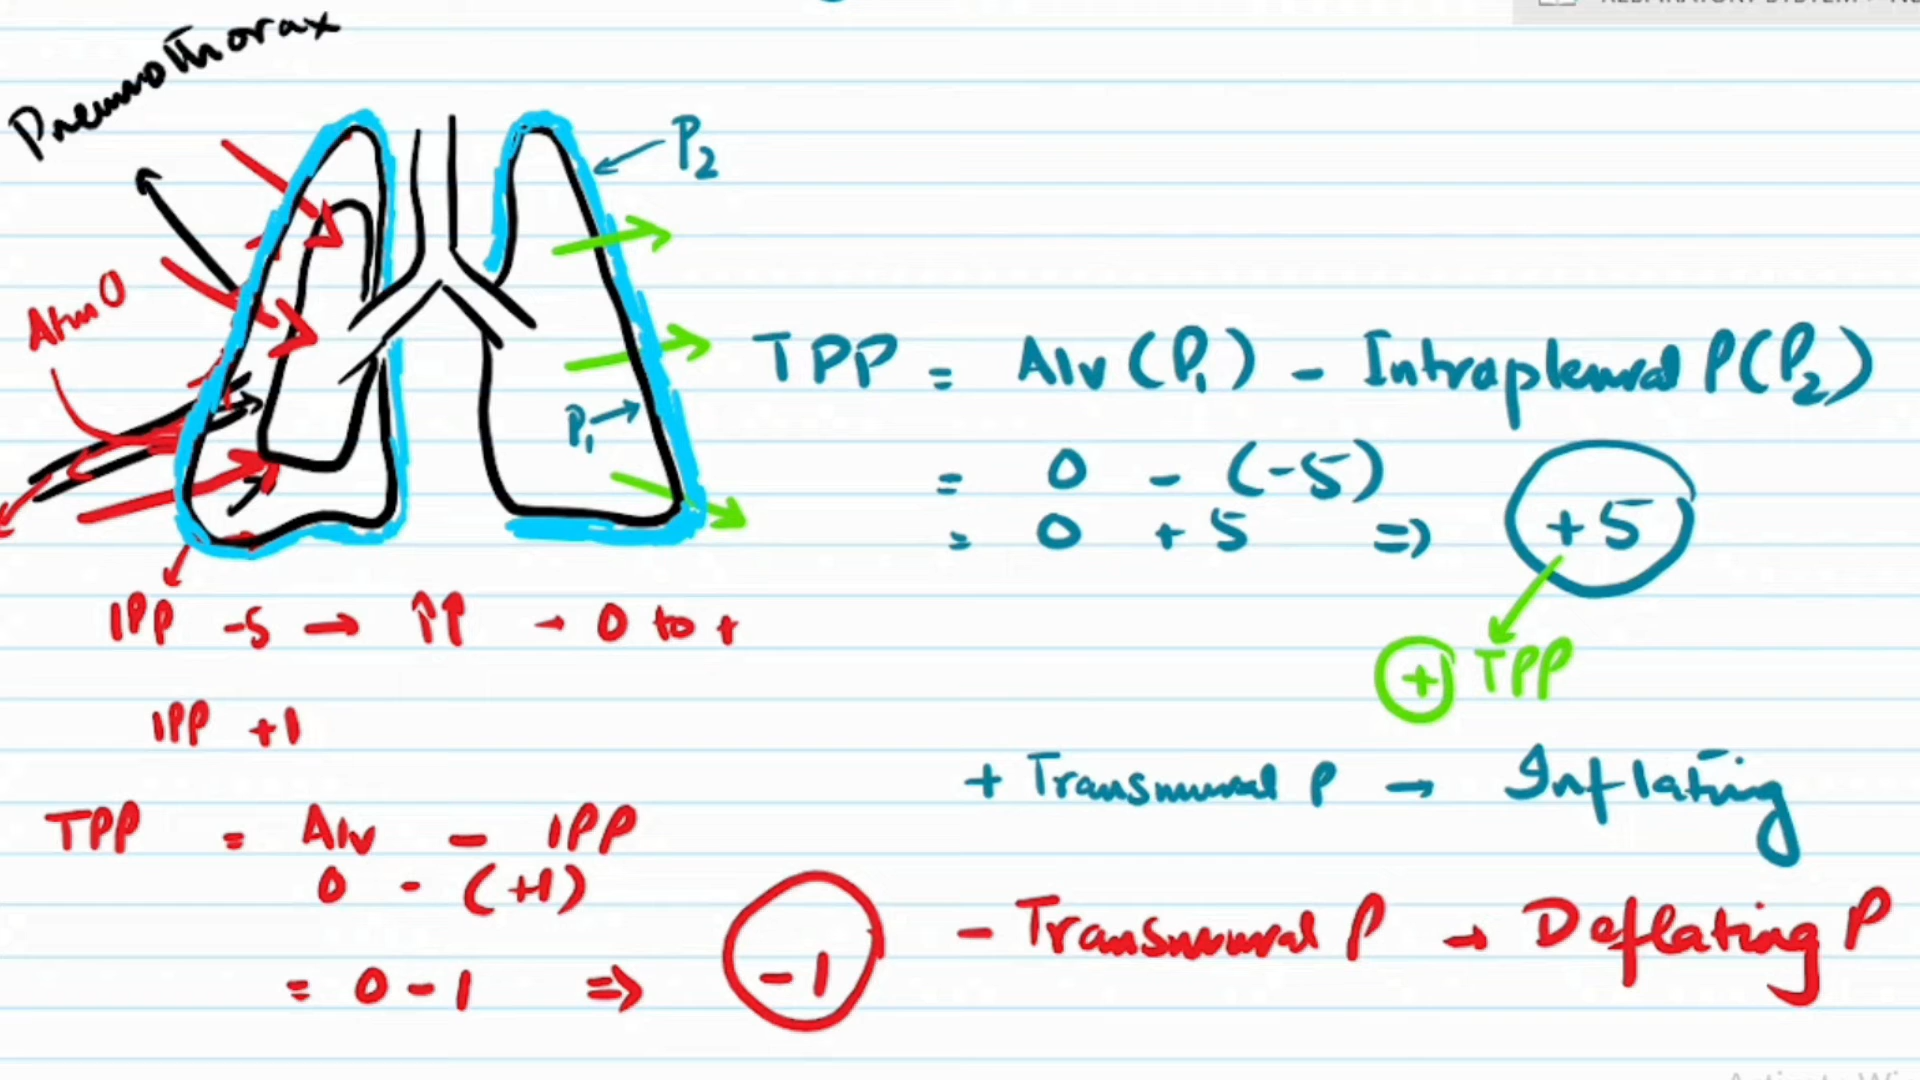 Pneumothorax
P2
Atm 0
TPP = Alv (P1) - Intrapleural P(P2)
P1
= 0 - (-5)
= 0 + 5 ⇒ +5
IPP -5 → ↑↑ → 0 to +
+ TPP
IPP +1
+ Transmural P → Inflating
TPP = Alv - IPP
0 - (+1)
- Transmural P → Deflating P
= 0 - 1 ⇒ -1